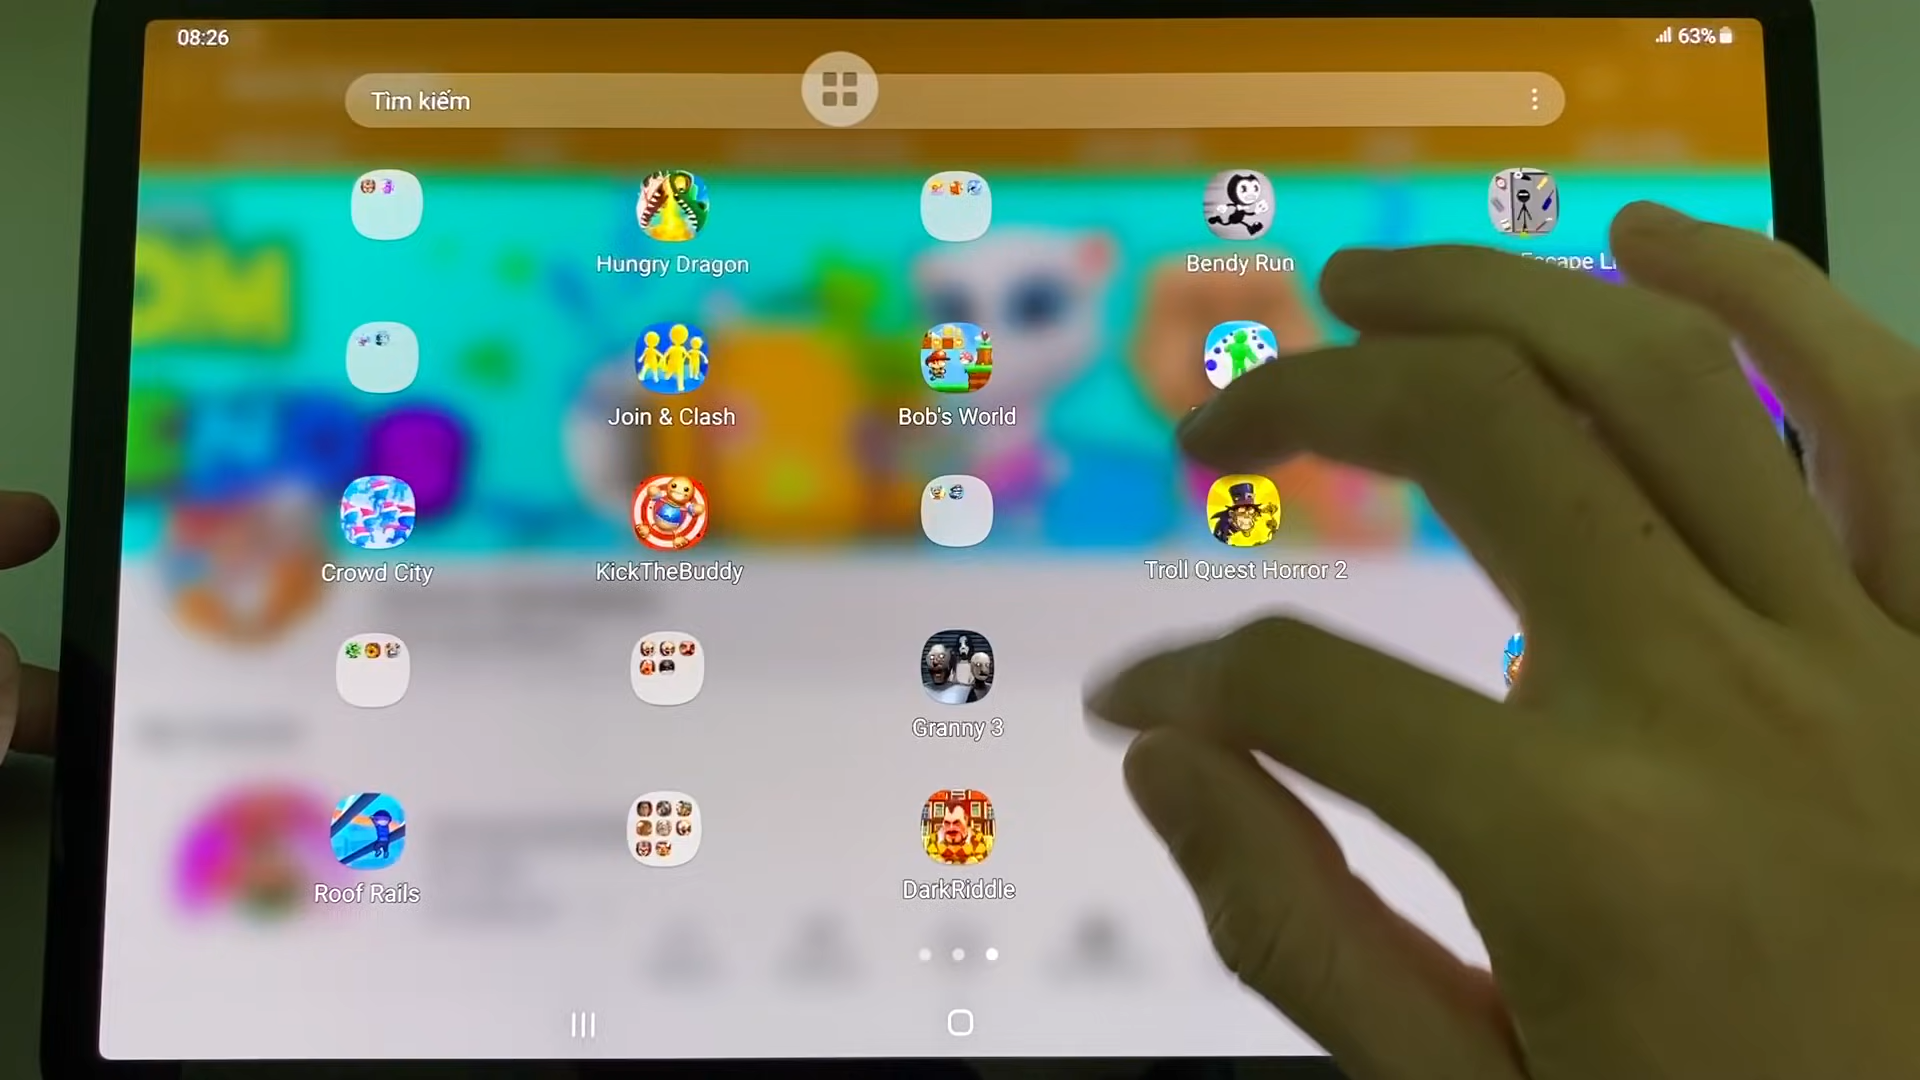 08:26
63%
Tìm kiếm
Hungry Dragon
Bendy Run
Escape
Join & Clash
Bob's World
Crowd City
KickTheBuddy
Troll Quest Horror 2
Granny 3
Roof Rails
DarkRiddle